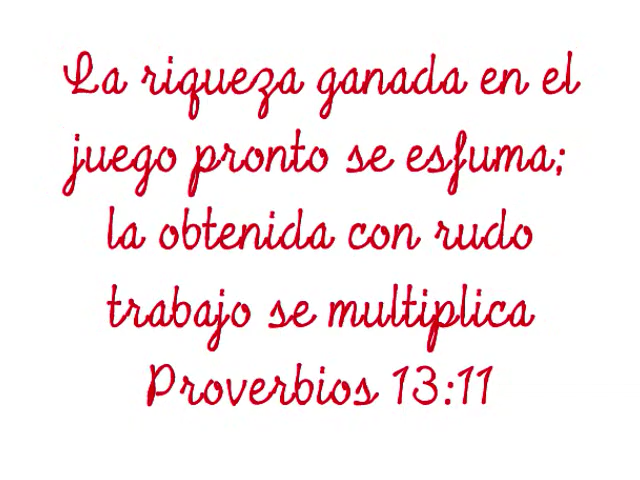 La riqueza ganada en el
juego pronto se esfuma;
la obtenida con rudo
trabajo se multiplica
Proverbios 13:11